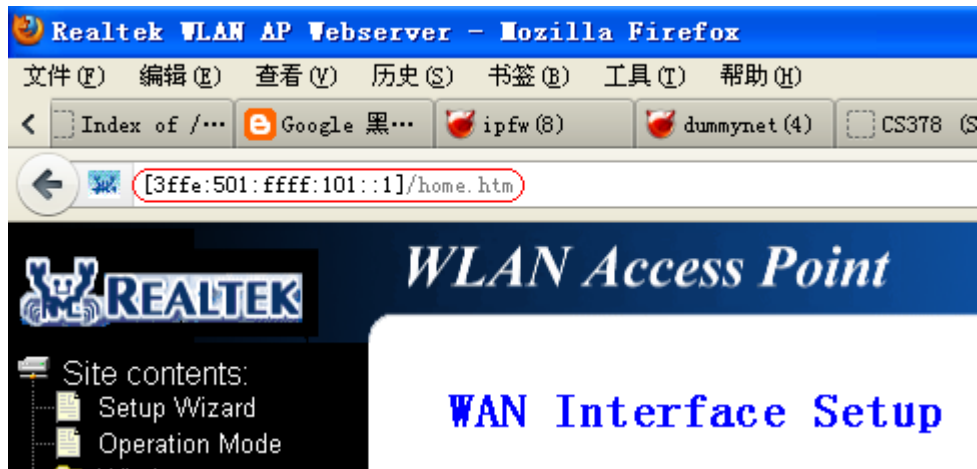 Realtek WLAN AP Webserver - Mozilla Firefox
文件(F) 编辑(E) 查看(V) 历史(S) 书签(B) 工具(T) 帮助(H)
Index of /… Google 黑… ipfw(8) dummynet(4) CS378 (S
[3ffe:501:ffff:101::1]/home.htm
REALTEK
WLAN Access Point
Site contents:
Setup Wizard
Operation Mode
WAN Interface Setup